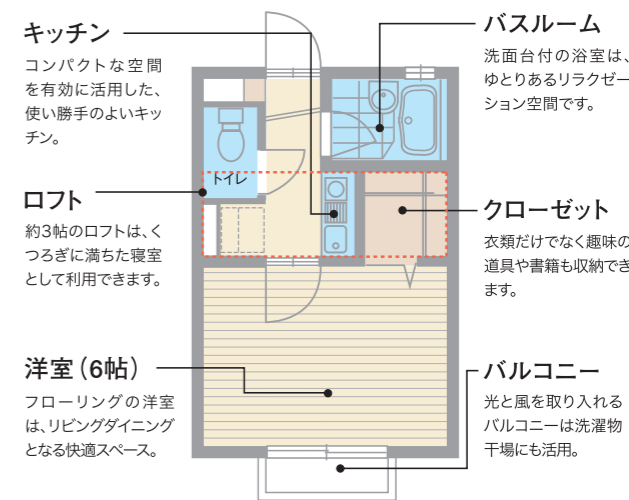 キッチン
コンパクトな空間
を有効に活用した、
使い勝手のよいキッ
チン。
バスルーム
洗面台付の浴室は、
ゆとりあるリラクゼー
ション空間です。
トイレ
ロフト
約3帖のロフトは、く
つろぎに満ちた寝室
として利用できます。
クローゼット
衣類だけでなく趣味の
道具や書籍も収納でき
ます。
洋室（6帖）
フローリングの洋室
は、リビングダイニング
となる快適スペース。
バルコニー
光と風を取り入れる
バルコニーは洗濯物
干場にも活用。